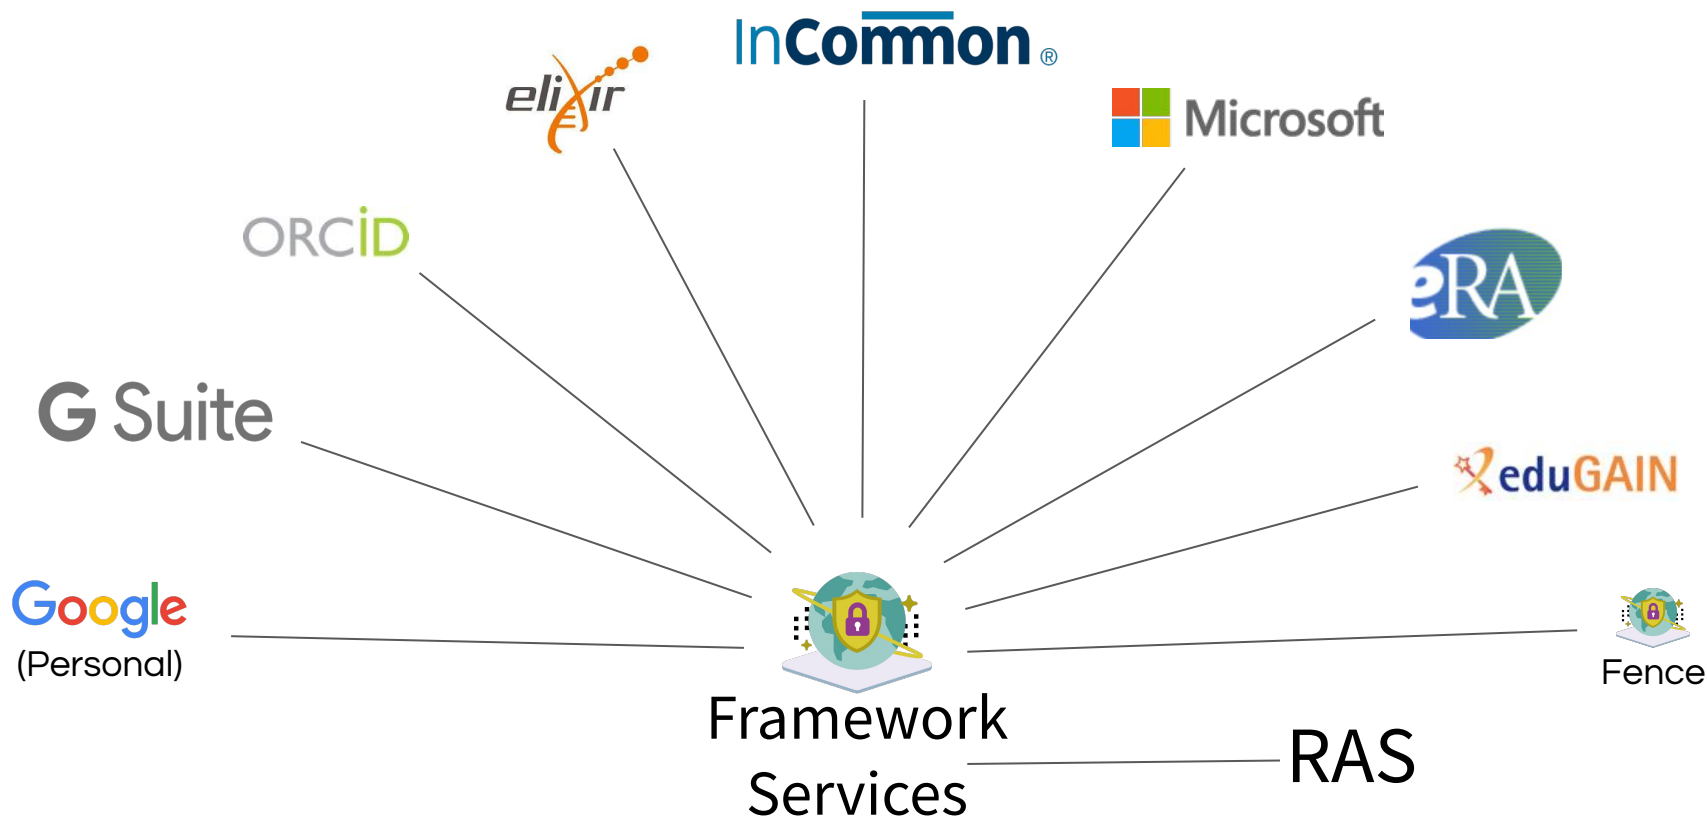 InCommon ®
elixir
Microsoft
ORCID
eRA
G Suite
eduGAIN
Google
(Personal)
Fence
Framework
Services
RAS